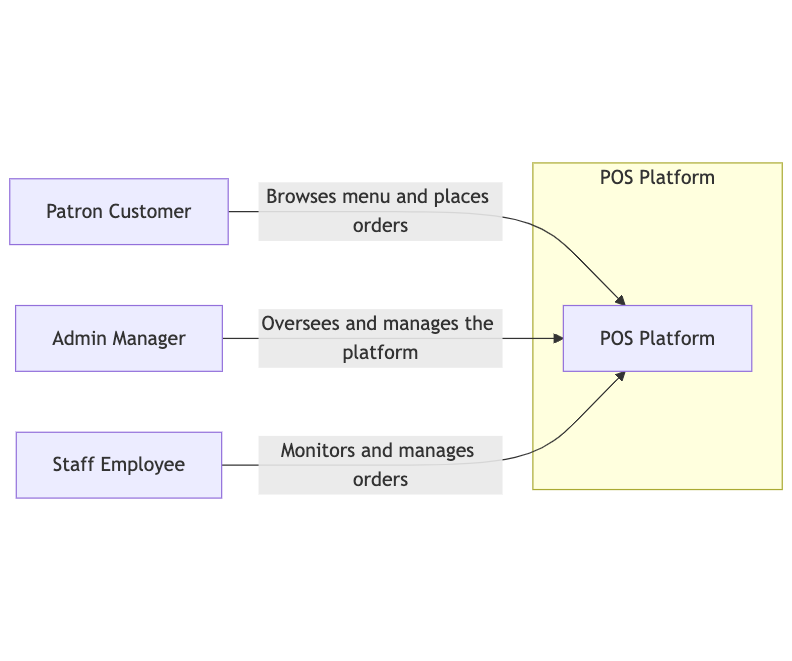 POS Platform
Patron Customer
Browses menu and places
orders
Admin Manager
Oversees and manages the
platform
POS Platform
Staff Employee
Monitors and manages
orders